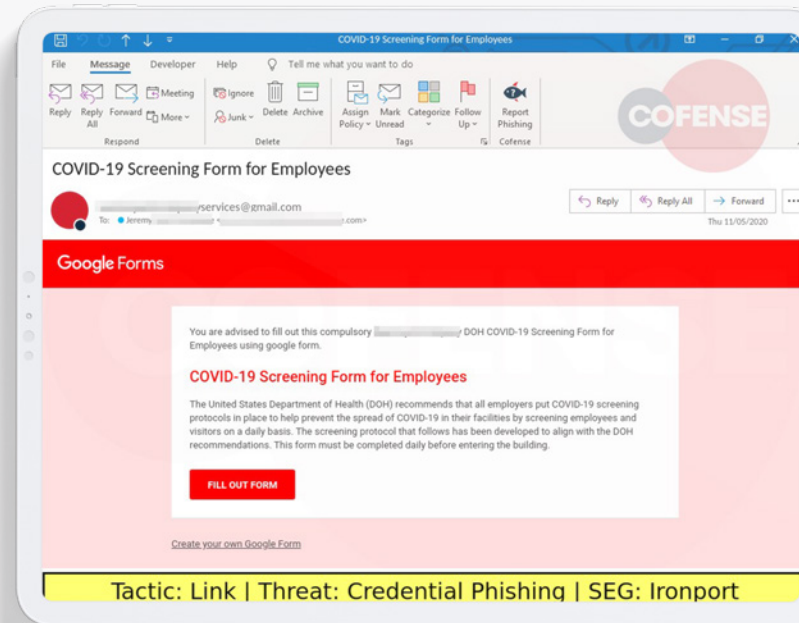 COVID-19 Screening Form for Employees
File Message Developer Help Tell me what you want to do
Reply Reply All Forward Meeting More
Ignore Junk Delete Archive
Assign Policy Mark Unread Categorize Follow Up
Report Phishing
Respond Delete Tags Cofense
COFENSE
COVID-19 Screening Form for Employees
services@gmail.com
Reply Reply All Forward ...
To: Jeremy .com>
Thu 11/05/2020
Google Forms
You are advised to fill out this compulsory DOH COVID-19 Screening Form for
Employees using google form.
COVID-19 Screening Form for Employees
The United States Department of Health (DOH) recommends that all employers put COVID-19 screening
protocols in place to help prevent the spread of COVID-19 in their facilities by screening employees and
visitors on a daily basis. The screening protocol that follows has been developed to align with the DOH
recommendations. This form must be completed daily before entering the building.
FILL OUT FORM
Create your own Google Form
Tactic: Link | Threat: Credential Phishing | SEG: Ironport